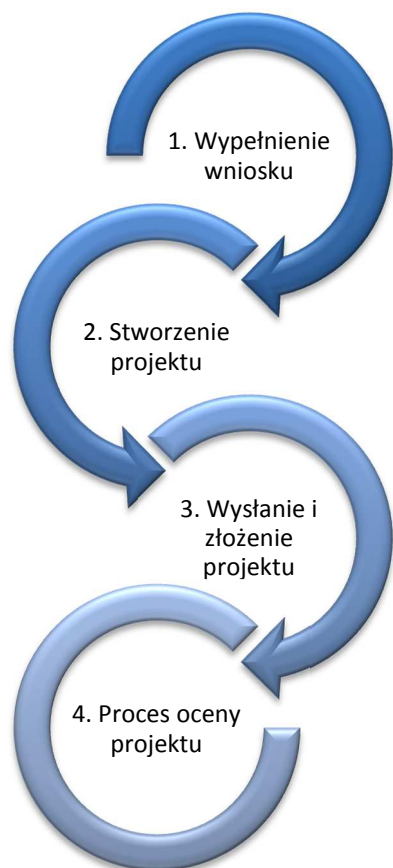 1. Wypełnienie
wniosku
2. Stworzenie
projektu
3. Wysłanie i
złożenie
projektu
4. Proces oceny
projektu